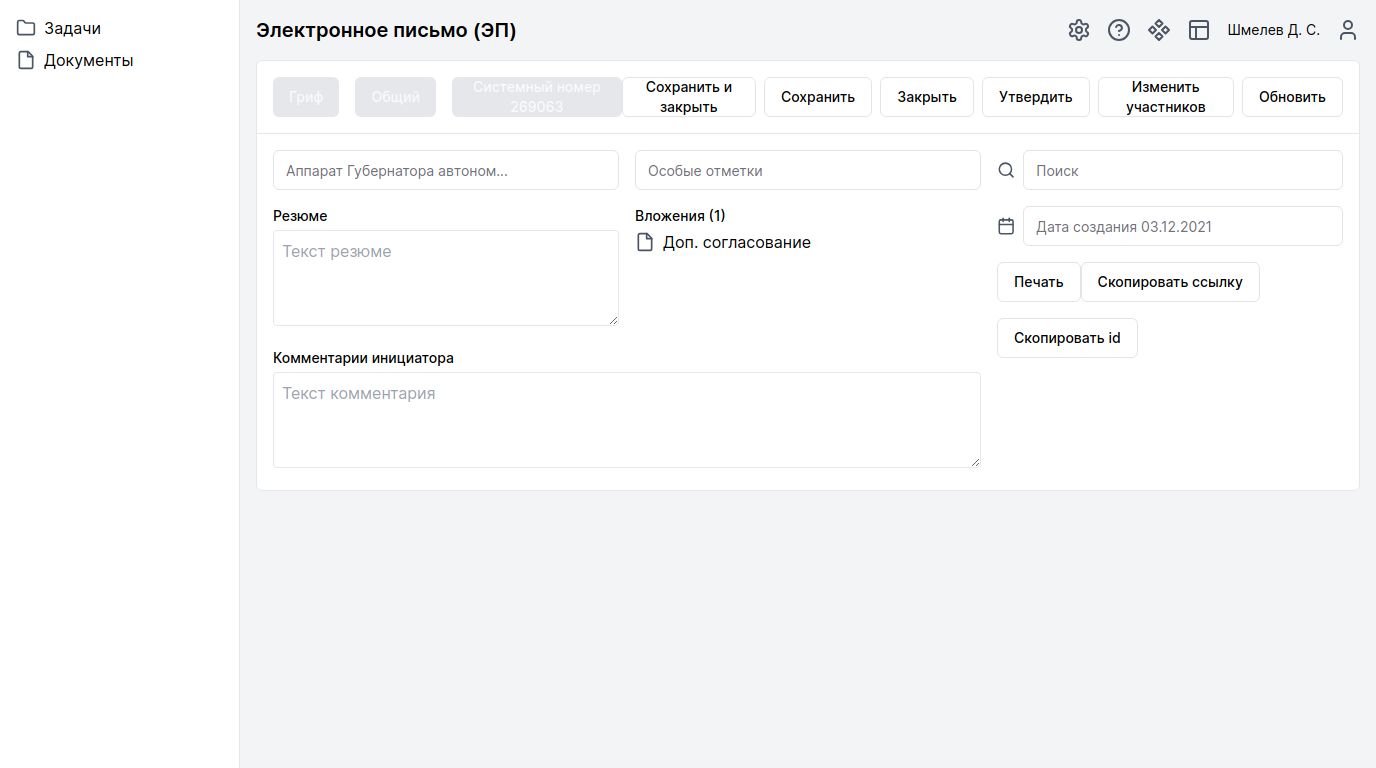 Задачи
Документы
Электронное письмо (ЭП)
Шмелев Д. С.
Гриф
Общий
Системный номер
269063
Сохранить и
закрыть
Сохранить
Закрыть
Утвердить
Изменить
участников
Обновить
Аппарат Губернатора автоном...
Особые отметки
Поиск
Резюме
Текст резюме
Вложения (1)
Доп. согласование
Дата создания 03.12.2021
Печать
Скопировать ссылку
Скопировать id
Комментарии инициатора
Текст комментария